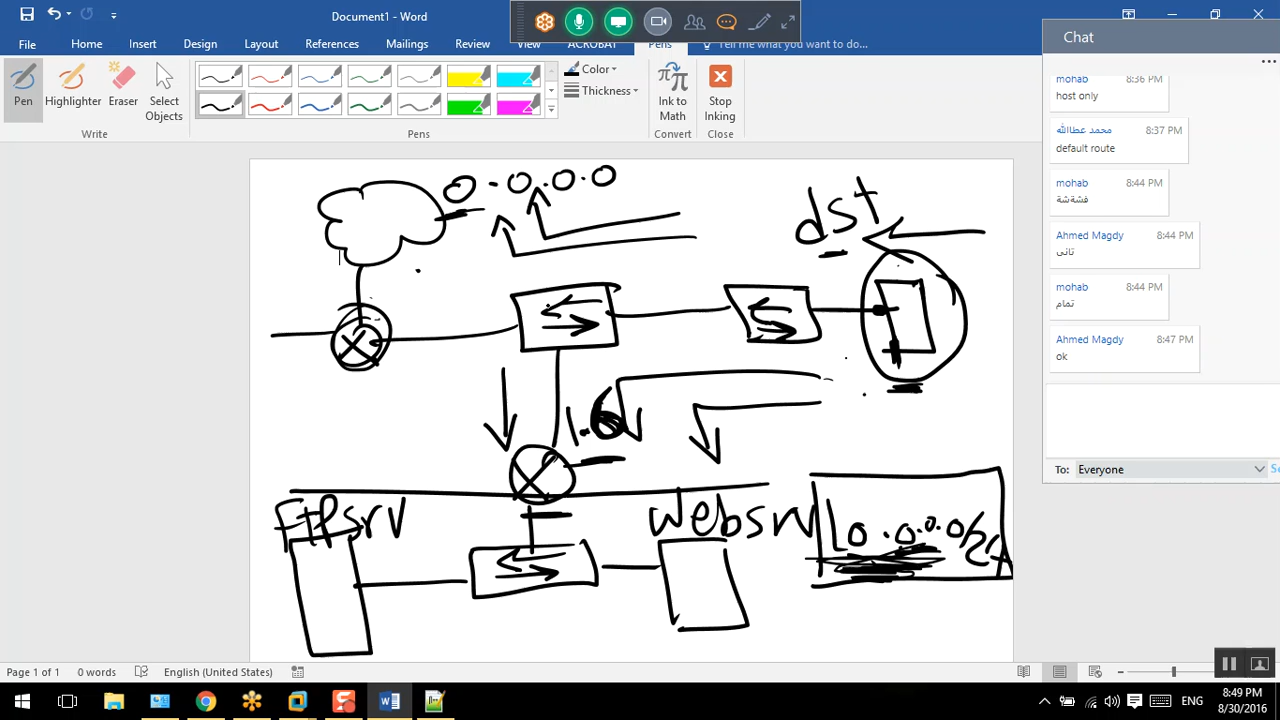 Document1 - Word
File
Home
Insert
Design
Layout
References
Mailings
Review
View
ACROBAT
Pens
Tell me what you want to do...
Pen
Highlighter
Eraser
Select Objects
Color
Thickness
Ink to Math
Stop Inking
Write
Pens
Convert
Close
Chat
mohab 8:36 PM
host only
محمد عطاالله 8:37 PM
default route
mohab 8:44 PM
فشةشة
Ahmed Magdy 8:44 PM
تانى
mohab 8:44 PM
تمام
Ahmed Magdy 8:47 PM
ok
To: Everyone
0.0.0.0
dst
1.6
Ftpsrv
Websrv
10.0.0.0/24
Page 1 of 1
0 words
English (United States)
ENG
8:49 PM
8/30/2016